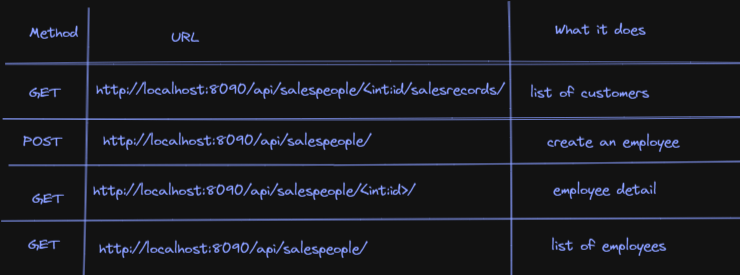 Method URL What it does
GET http://localhost:8090/api/salespeople/<int:id/salesrecords/ list of customers
POST http://localhost:8090/api/salespeople/ create an employee
GET http://localhost:8090/api/salespeople/<int:id>/ employee detail
GET http://localhost:8090/api/salespeople/ list of employees